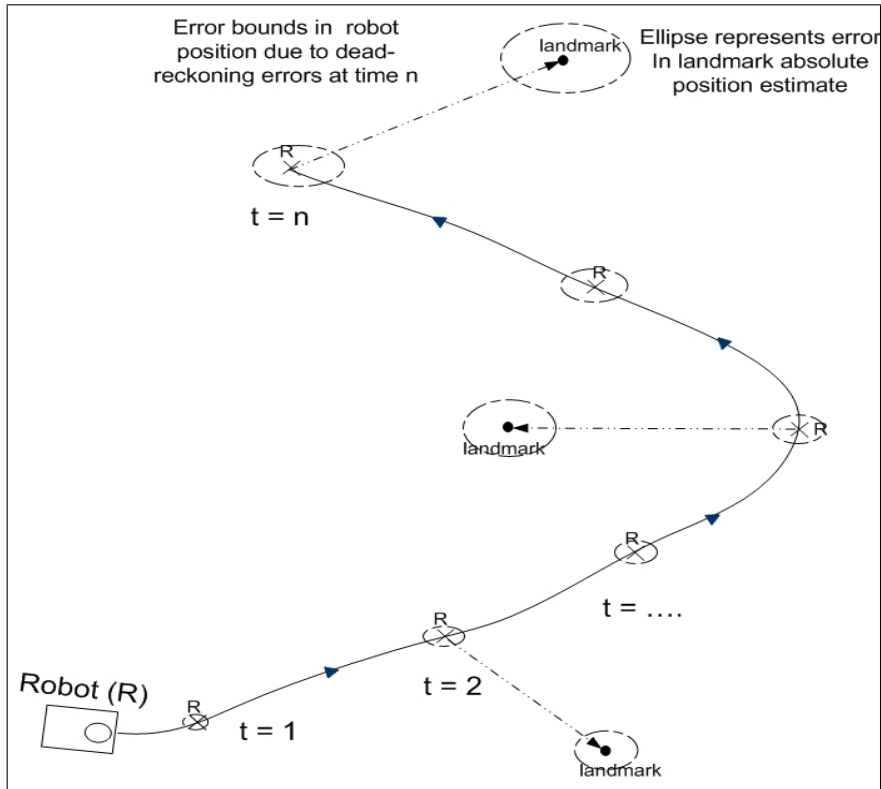 Error bounds in robot
position due to dead-
reckoning errors at time n
landmark
Ellipse represents error
In landmark absolute
position estimate
R
t = n
R
landmark
R
R
t = ....
R
t = 2
Robot (R)
R
t = 1
landmark